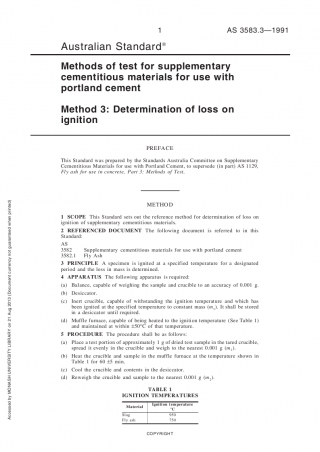 1
AS 3583.3—1991
Australian Standard®
Methods of test for supplementary
cementitious materials for use with
portland cement
Method 3: Determination of loss on
ignition
PREFACE
This Standard was prepared by the Standards Australia Committee on Supplementary
Cementitious Materials for use with Portland Cement, to supersede (in part) AS 1129,
Fly ash for use in concrete, Part 3: Methods of Test.
METHOD
1 SCOPE This Standard sets out the reference method for determination of loss on
ignition of supplementary cementitious materials.
2 REFERENCED DOCUMENT The following document is referred to in this
Standard:
AS
3582 Supplementary cementitious materials for use with portland cement
3582.1 Fly Ash
3 PRINCIPLE A specimen is ignited at a specified temperature for a designated
period and the loss in mass is determined.
4 APPARATUS The following apparatus is required:
(a) Balance, capable of weighing the sample and crucible to an accuracy of 0.001 g.
(b) Desiccator.
(c) Inert crucible, capable of withstanding the ignition temperature and which has
been ignited at the specified temperature to constant mass (m₁). It shall be stored
in a desiccator until required.
(d) Muffle furnace, capable of being heated to the ignition temperature (See Table 1)
and maintained at within ±50°C of that temperature.
5 PROCEDURE The procedure shall be as follows:
(a) Place a test portion of approximately 1 g of dried test sample in the tared crucible,
spread it evenly in the crucible and weigh to the nearest 0.001 g (m₂).
(b) Heat the crucible and sample in the muffle furnace at the temperature shown in
Table 1 for 60 ±5 min.
(c) Cool the crucible and contents in the desiccator.
(d) Reweigh the crucible and sample to the nearest 0.001 g (m₃).
TABLE 1
IGNITION TEMPERATURES
Material Ignition temperature
°C
Slag 950
Fly ash 750
COPYRIGHT
Accessed by MONASH UNIVERSITY LIBRARY on 21 Aug 2013 (Document currency not guaranteed when printed)